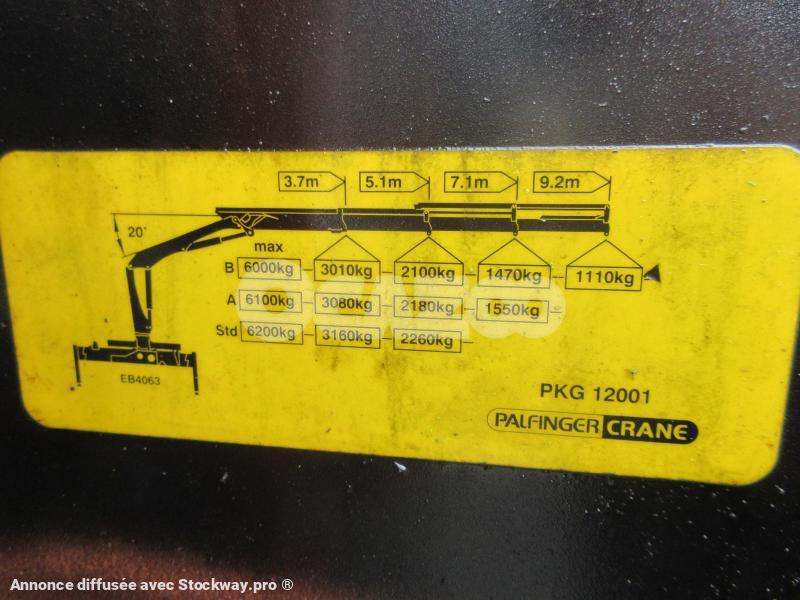 3.7m 5.1m 7.1m 9.2m
20°
max
B 6000kg 3010kg 2100kg 1470kg 1110kg
A 6100kg 3080kg 2180kg 1550kg
Std 6200kg 3160kg 2260kg
EB4063
PKG 12001
PALFINGER CRANE
Annonce diffusée avec Stockway.pro ®